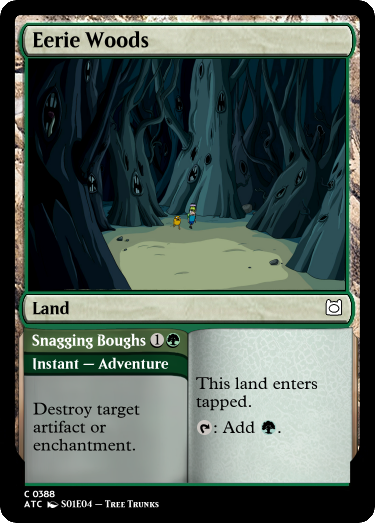 Eerie Woods
Land
Snagging Boughs 1
Instant — Adventure
Destroy target
artifact or
enchantment.
This land enters
tapped.
: Add .
C 0388
ATC S01E04 – Tree Trunks